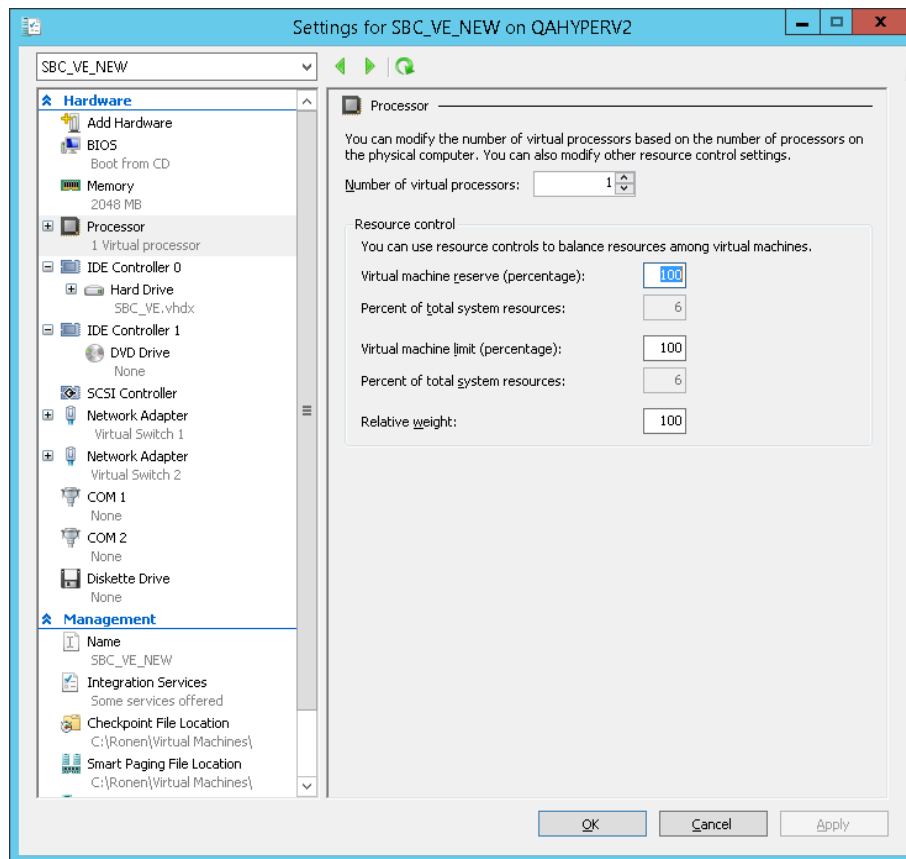 Settings for SBC_VE_NEW on QAHYPERV2
SBC_VE_NEW
Hardware
Add Hardware
BIOS
Boot from CD
Memory
2048 MB
Processor
1 Virtual processor
IDE Controller 0
Hard Drive
SBC_VE.vhdx
IDE Controller 1
DVD Drive
None
SCSI Controller
Network Adapter
Virtual Switch 1
Network Adapter
Virtual Switch 2
COM 1
None
COM 2
None
Diskette Drive
None
Management
Name
SBC_VE_NEW
Integration Services
Some services offered
Checkpoint File Location
C:\Ronen\Virtual Machines\
Smart Paging File Location
C:\Ronen\Virtual Machines\
Processor
You can modify the number of virtual processors based on the number of processors on
the physical computer. You can also modify other resource control settings.
Number of virtual processors: 1
Resource control
You can use resource controls to balance resources among virtual machines.
Virtual machine reserve (percentage): 100
Percent of total system resources: 6
Virtual machine limit (percentage): 100
Percent of total system resources: 6
Relative weight: 100
OK Cancel Apply